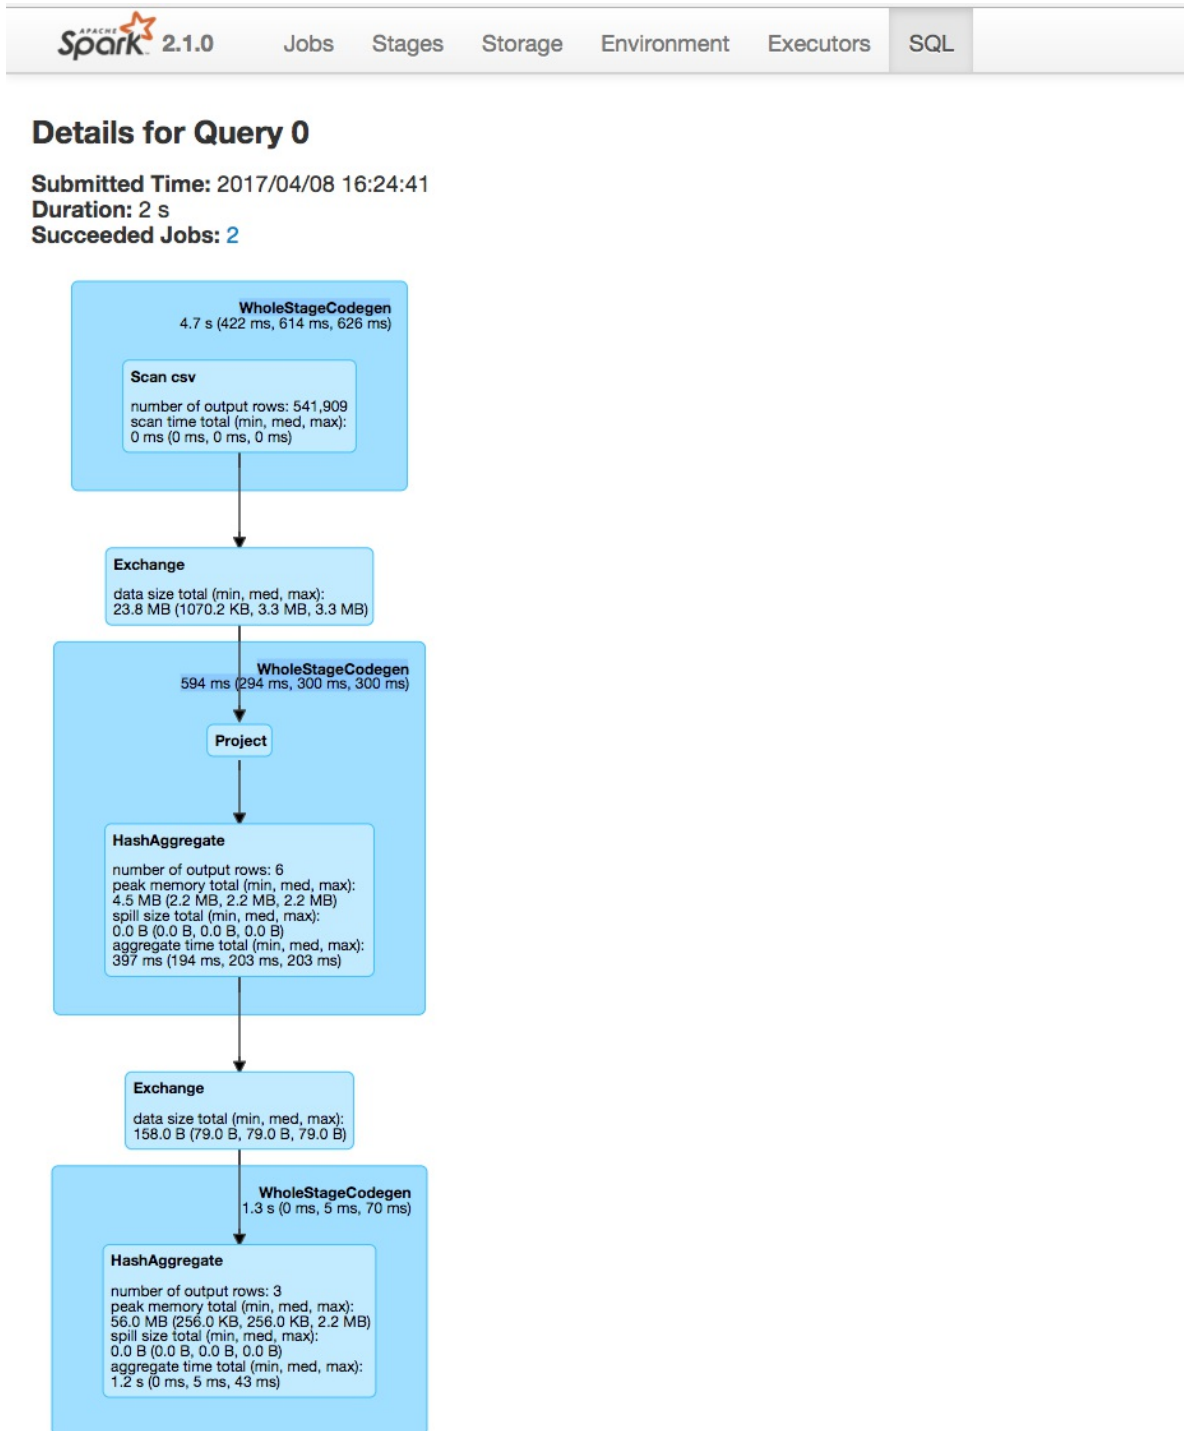 APACHE
Spark 2.1.0 Jobs Stages Storage Environment Executors SQL
Details for Query 0
Submitted Time: 2017/04/08 16:24:41
Duration: 2 s
Succeeded Jobs: 2
WholeStageCodegen
4.7 s (422 ms, 614 ms, 626 ms)
Scan csv
number of output rows: 541,909
scan time total (min, med, max):
0 ms (0 ms, 0 ms, 0 ms)
Exchange
data size total (min, med, max):
23.8 MB (1070.2 KB, 3.3 MB, 3.3 MB)
WholeStageCodegen
594 ms (294 ms, 300 ms, 300 ms)
Project
HashAggregate
number of output rows: 6
peak memory total (min, med, max):
4.5 MB (2.2 MB, 2.2 MB, 2.2 MB)
spill size total (min, med, max):
0.0 B (0.0 B, 0.0 B, 0.0 B)
aggregate time total (min, med, max):
397 ms (194 ms, 203 ms, 203 ms)
Exchange
data size total (min, med, max):
158.0 B (79.0 B, 79.0 B, 79.0 B)
WholeStageCodegen
1.3 s (0 ms, 5 ms, 70 ms)
HashAggregate
number of output rows: 3
peak memory total (min, med, max):
56.0 MB (256.0 KB, 256.0 KB, 2.2 MB)
spill size total (min, med, max):
0.0 B (0.0 B, 0.0 B, 0.0 B)
aggregate time total (min, med, max):
1.2 s (0 ms, 5 ms, 43 ms)